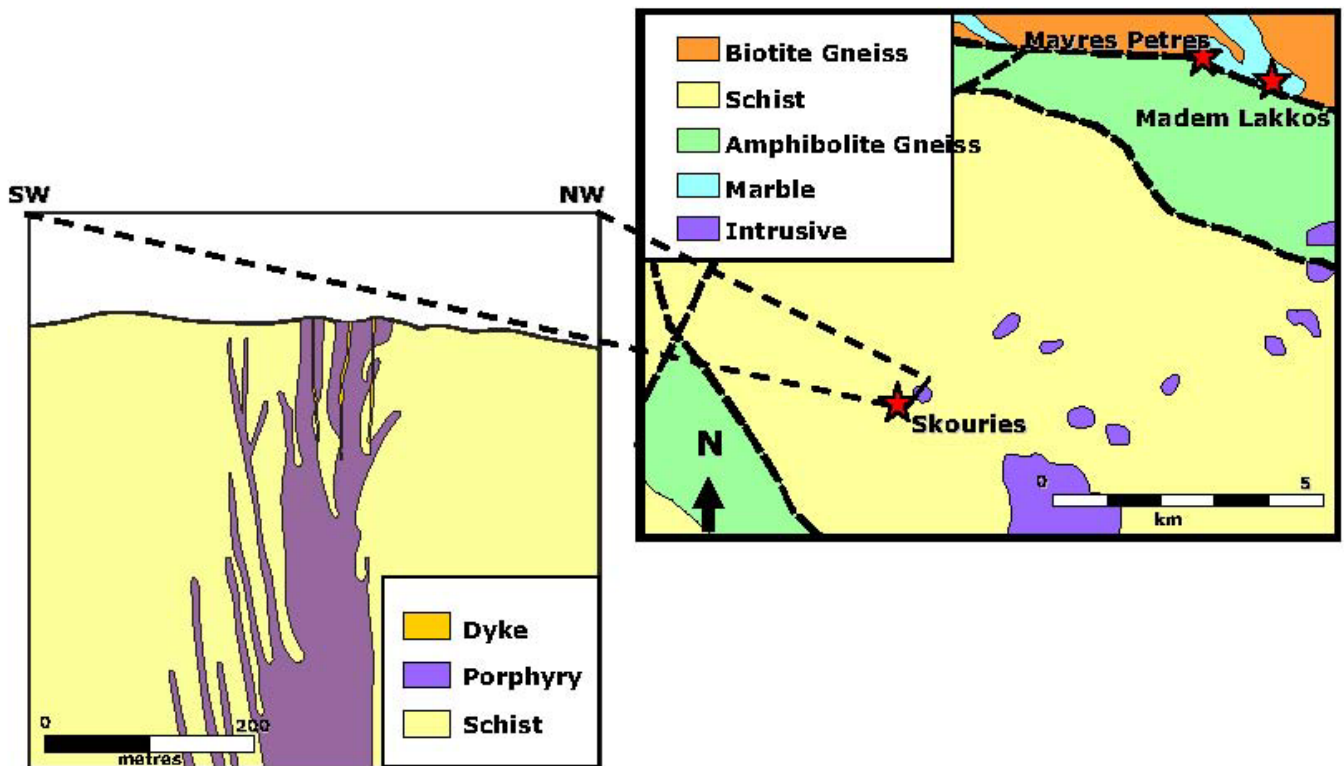 SW
NW
0
200
metres
Dyke
Porphyry
Schist
Biotite Gneiss
Schist
Amphibolite Gneiss
Marble
Intrusive
Mavres Petres
Madem Lakkos
Skouries
N
0
5
km